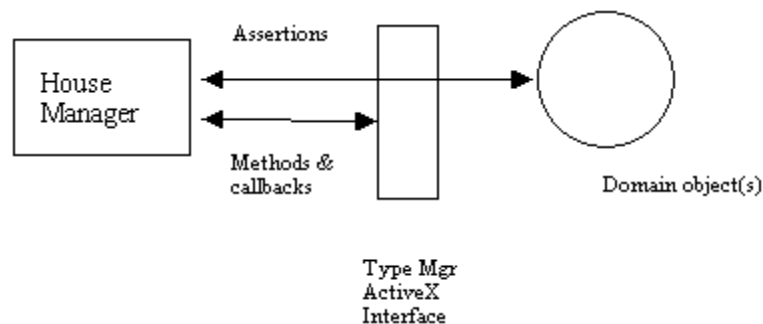 Assertions
House
Manager
Methods &
callbacks
Domain object(s)
Type Mgr
ActiveX
Interface